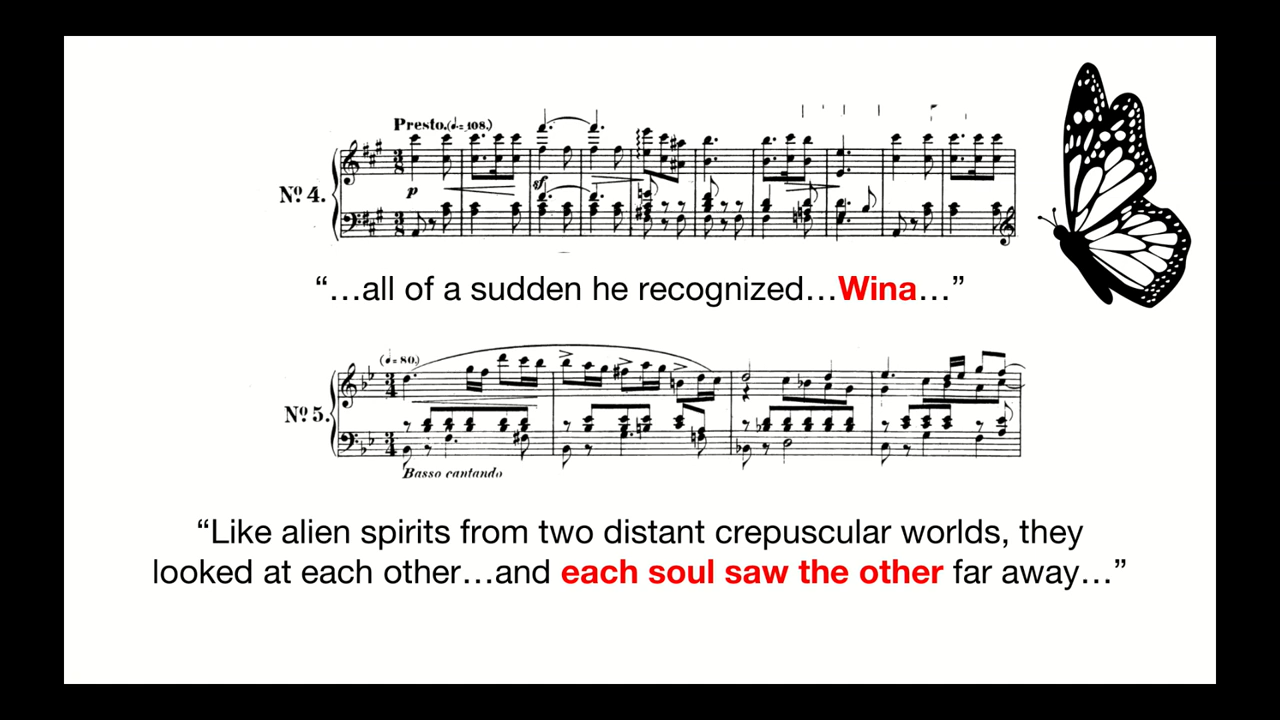 Presto.(♩.=108.)
p
sf
Nº 4.
“…all of a sudden he recognized…Wina…”
(♩=80.)
Nº 5.
Basso cantando
“Like alien spirits from two distant crepuscular worlds, they
looked at each other…and each soul saw the other far away…”